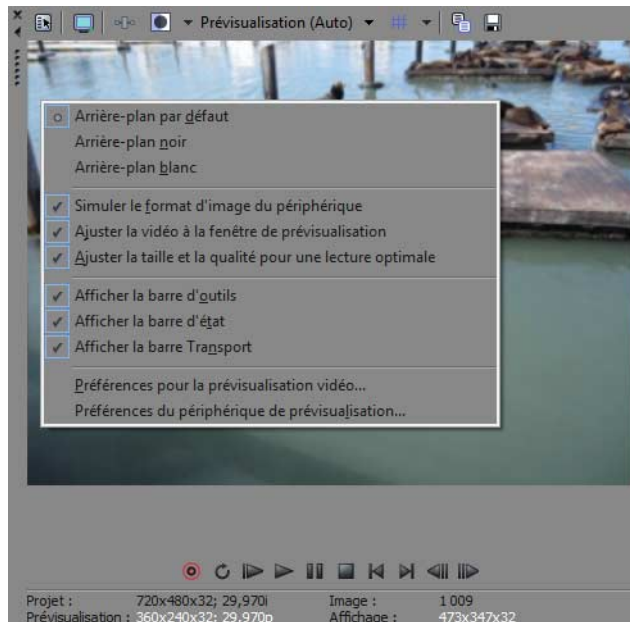 Prévisualisation (Auto)
Arrière-plan par défaut
Arrière-plan noir
Arrière-plan blanc
Simuler le format d'image du périphérique
Ajuster la vidéo à la fenêtre de prévisualisation
Ajuster la taille et la qualité pour une lecture optimale
Afficher la barre d'outils
Afficher la barre d'état
Afficher la barre Transport
Préférences pour la prévisualisation vidéo...
Préférences du périphérique de prévisualisation...
Projet : 720x480x32; 29,970i Image : 1 009
Prévisualisation : 360x240x32; 29,970p Affichage : 473x347x32